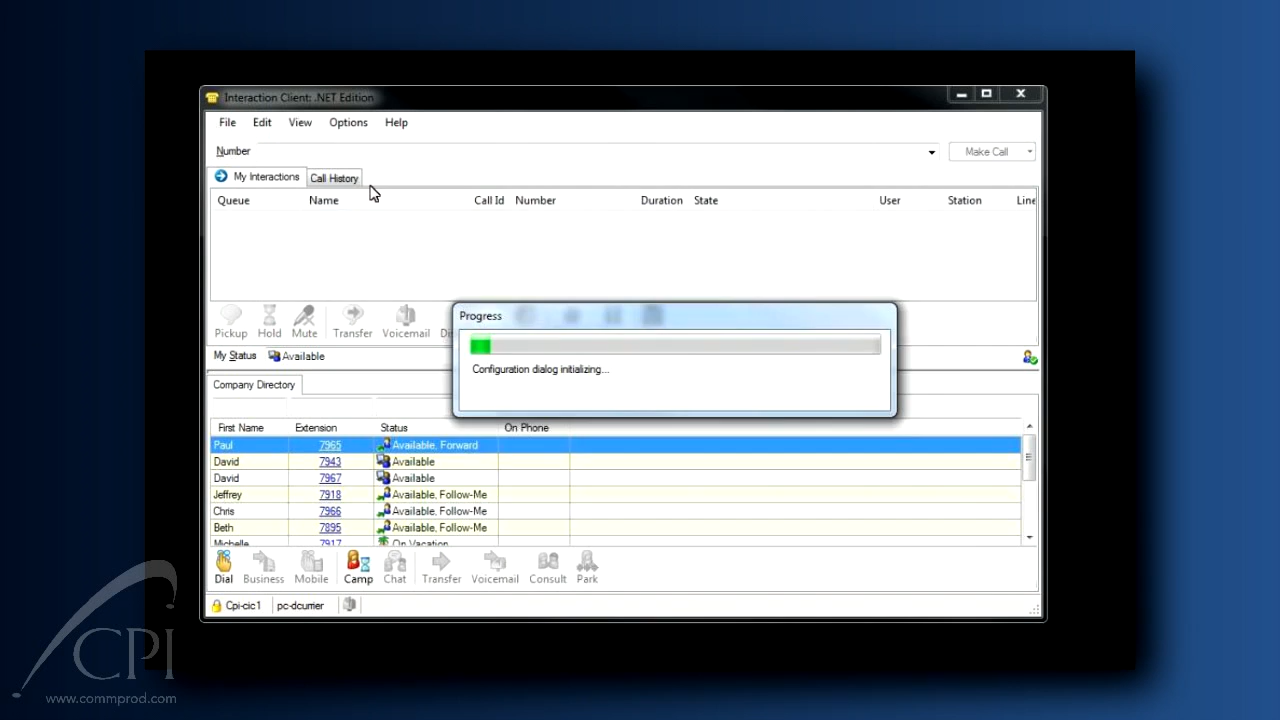 Interaction Client: .NET Edition
File Edit View Options Help
Number Make Call
My Interactions Call History
Queue Name Call Id Number Duration State User Station Line
Pickup Hold Mute Transfer Voicemail
Progress
Configuration dialog initializing...
My Status Available
Company Directory
First Name Extension Status On Phone
Paul 7965 Available, Forward
David 7943 Available
David 7967 Available
Jeffrey 7918 Available, Follow-Me
Chris 7966 Available, Follow-Me
Beth 7895 Available, Follow-Me
Michelle 7917 On Vacation
Dial Business Mobile Camp Chat Transfer Voicemail Consult Park
Cpi-cic1 pc-dcurrier
CPI
www.commprod.com